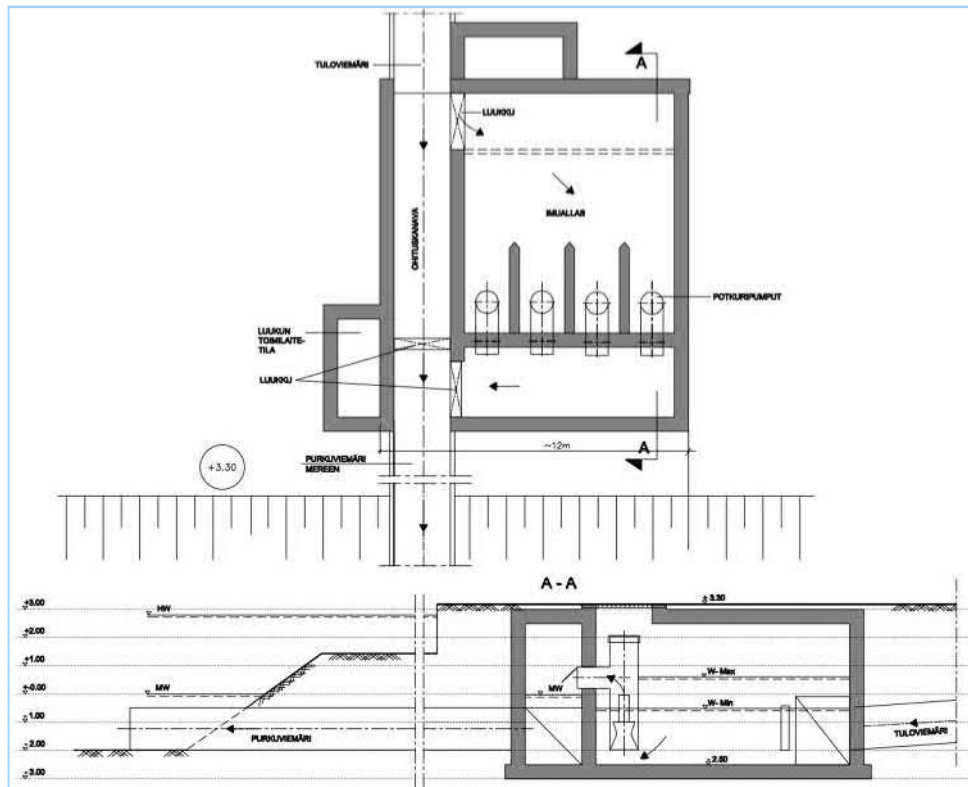 TULOVIEMÄRI
A
LUUKKU
OHITUSKANAVA
IMUALLAS
POTKURIPUMPUT
LUUKUN
TOIMILAITE-
TILA
LUUKKU
A
~12m
PURKUVIEMÄRI
MEREEN
+3.30
A - A
+3.00
HW
± 3.30
+2.00
+1.00
W- Max
+0.00
MW
MW
W- Min
-1.00
PURKUVIEMÄRI
TULOVIEMÄRI
-2.00
-2.50
-3.00